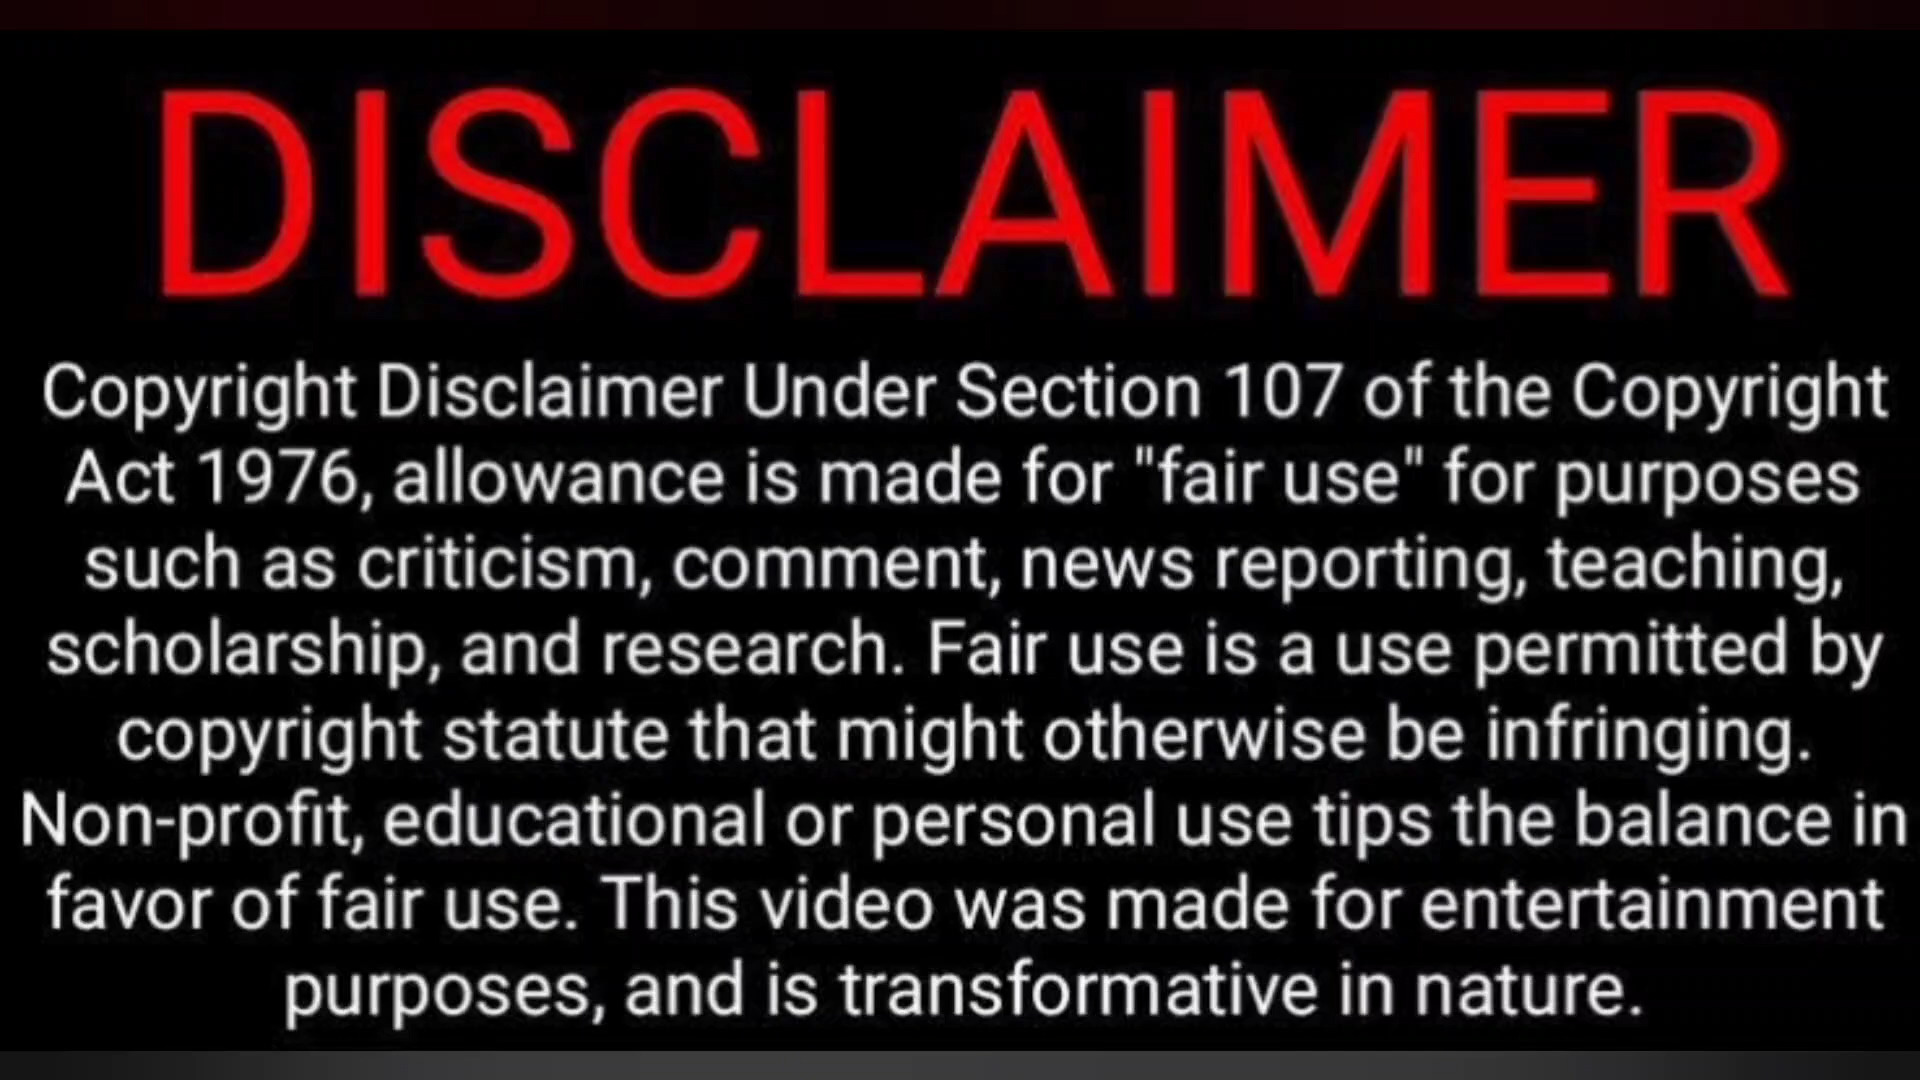 DISCLAIMER
Copyright Disclaimer Under Section 107 of the Copyright
Act 1976, allowance is made for "fair use" for purposes
such as criticism, comment, news reporting, teaching,
scholarship, and research. Fair use is a use permitted by
copyright statute that might otherwise be infringing.
Non-profit, educational or personal use tips the balance in
favor of fair use. This video was made for entertainment
purposes, and is transformative in nature.